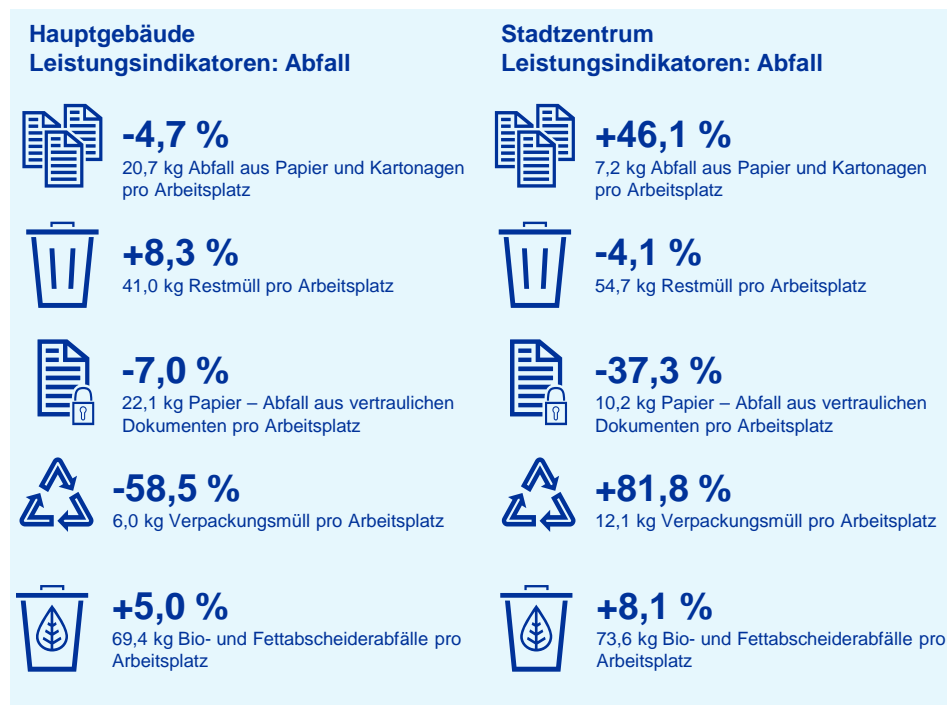 Hauptgebäude
Leistungsindikatoren: Abfall
-4,7 %
20,7 kg Abfall aus Papier und Kartonagen
pro Arbeitsplatz
+8,3 %
41,0 kg Restmüll pro Arbeitsplatz
-7,0 %
22,1 kg Papier – Abfall aus vertraulichen
Dokumenten pro Arbeitsplatz
-58,5 %
6,0 kg Verpackungsmüll pro Arbeitsplatz
+5,0 %
69,4 kg Bio- und Fettabscheiderabfälle pro
Arbeitsplatz
Stadtzentrum
Leistungsindikatoren: Abfall
+46,1 %
7,2 kg Abfall aus Papier und Kartonagen
pro Arbeitsplatz
-4,1 %
54,7 kg Restmüll pro Arbeitsplatz
-37,3 %
10,2 kg Papier – Abfall aus vertraulichen
Dokumenten pro Arbeitsplatz
+81,8 %
12,1 kg Verpackungsmüll pro Arbeitsplatz
+8,1 %
73,6 kg Bio- und Fettabscheiderabfälle pro
Arbeitsplatz